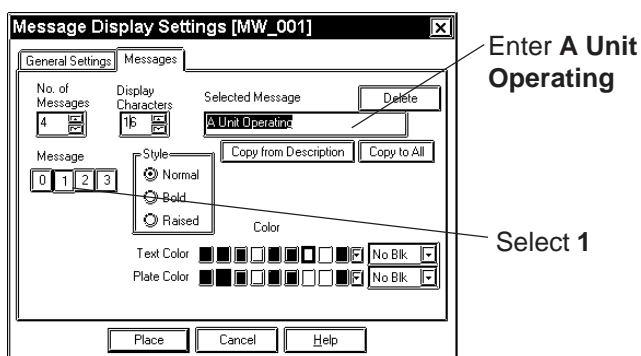 Message Display Settings [MW_001]
General Settings Messages
No. of Messages
Display Characters
Selected Message
Delete
4
16
A Unit Operating
Copy from Description
Copy to All
Message
0 1 2 3
Style
Normal
Bold
Raised
Color
Text Color
No Blk
Plate Color
No Blk
Place
Cancel
Help
Enter A Unit
Operating
Select 1